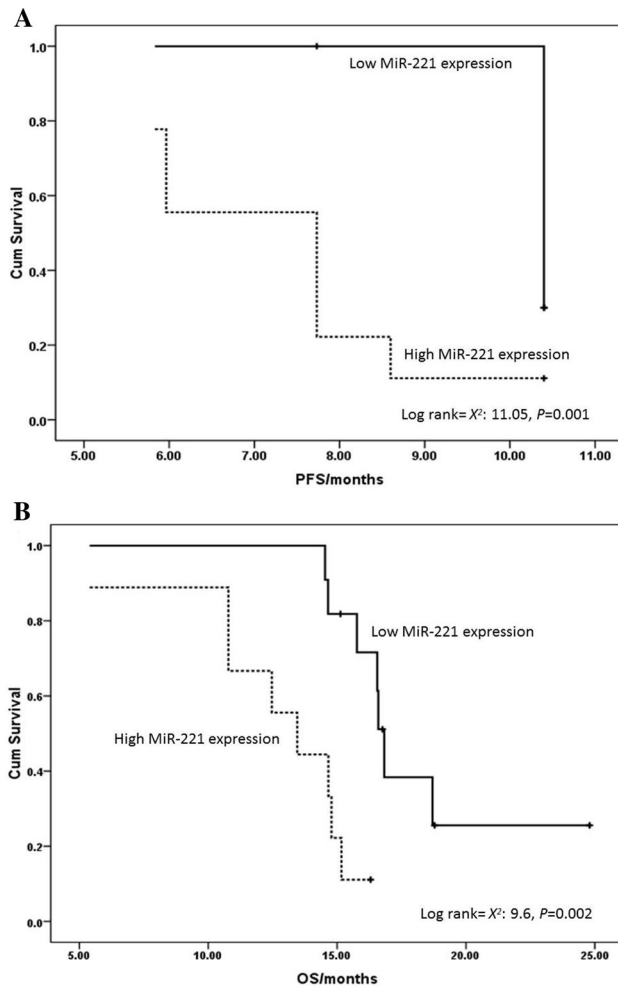 A
1.0
Low MiR-221 expression
0.8
0.6
Cum Survival
0.4
0.2
High MiR-221 expression
0.0
Log rank= X²: 11.05, P=0.001
5.00 6.00 7.00 8.00 9.00 10.00 11.00
PFS/months
B
1.0
0.8
Low MiR-221 expression
0.6
Cum Survival
High MiR-221 expression
0.4
0.2
0.0
Log rank= X²: 9.6, P=0.002
5.00 10.00 15.00 20.00 25.00
OS/months